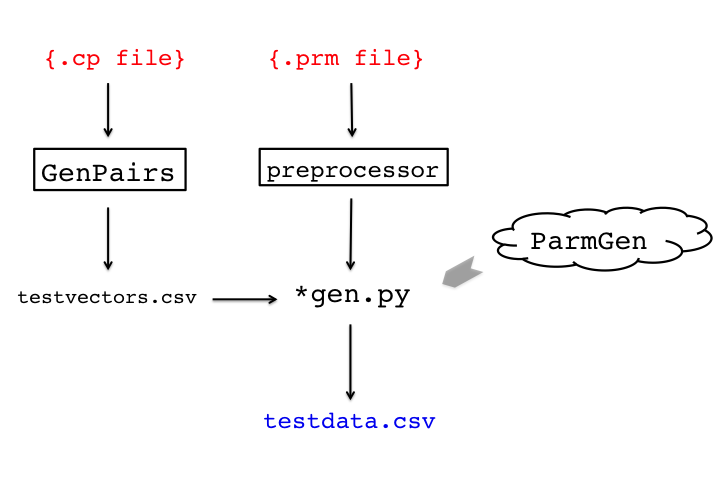 {.cp file}
{.prm file}
GenPairs
preprocessor
ParmGen
testvectors.csv
*gen.py
testdata.csv